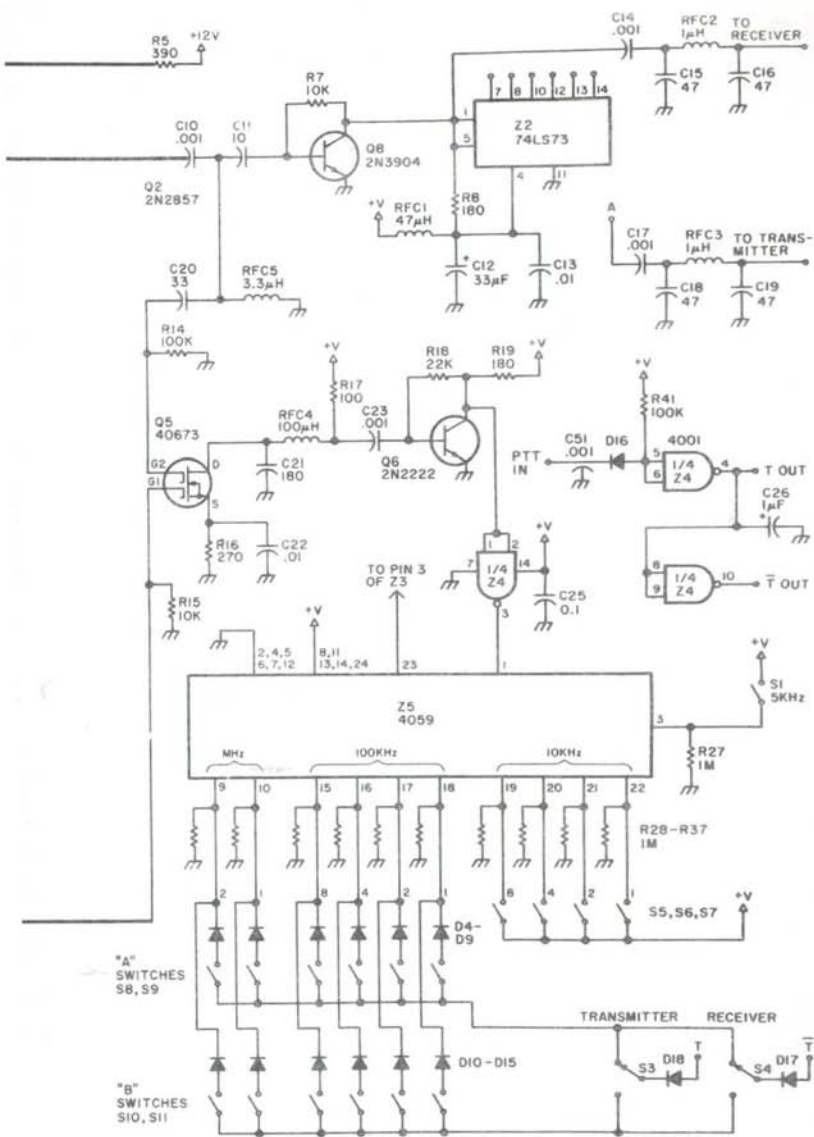 R5
390
+12V
C14
.001
RFC2
1μH
TO
RECEIVER
R7
10K
C15
47
C16
47
7 8 10 12 13 14
1
5
Z2
74LS73
4
11
C10
.001
C11
10
Q8
2N3904
Q2
2N2857
R8
180
+V
RFC1
47μH
+
C12
33μF
C13
.01
A
C17
.001
RFC3
1μH
TO TRANS-
MITTER
C18
47
C19
47
C20
33
RFC5
3.3μH
R14
100K
R18
22K
R19
180
+V
+V
R17
100
C23
.001
RFC4
100μH
Q5
40673
G2
G1
D
S
C21
180
Q6
2N2222
+V
R41
100K
C51
.001
D16
4001
PTT
IN
5
6
1/4
Z4
4
T OUT
C26
1μF
+
R16
270
C22
.01
8
9
1/4
Z4
10
T̅ OUT
1 2
7
1/4
Z4
14
3
+V
C25
0.1
TO PIN 3
OF Z3
R15
10K
+V
2,4,5
6,7,12
8,11
13,14,24
23
1
+V
S1
5KHz
Z5
4059
3
R27
1M
MHz
100KHz
10KHz
9 10 15 16 17 18 19 20 21 22
R28-R37
1M
2 1 8 4 2 1 8 4 2 1
+V
S5,S6,S7
D4-
D9
"A"
SWITCHES
S8,S9
TRANSMITTER
RECEIVER
S3
D18
T
S4
D17
T̅
D10-D15
"B"
SWITCHES
S10,S11